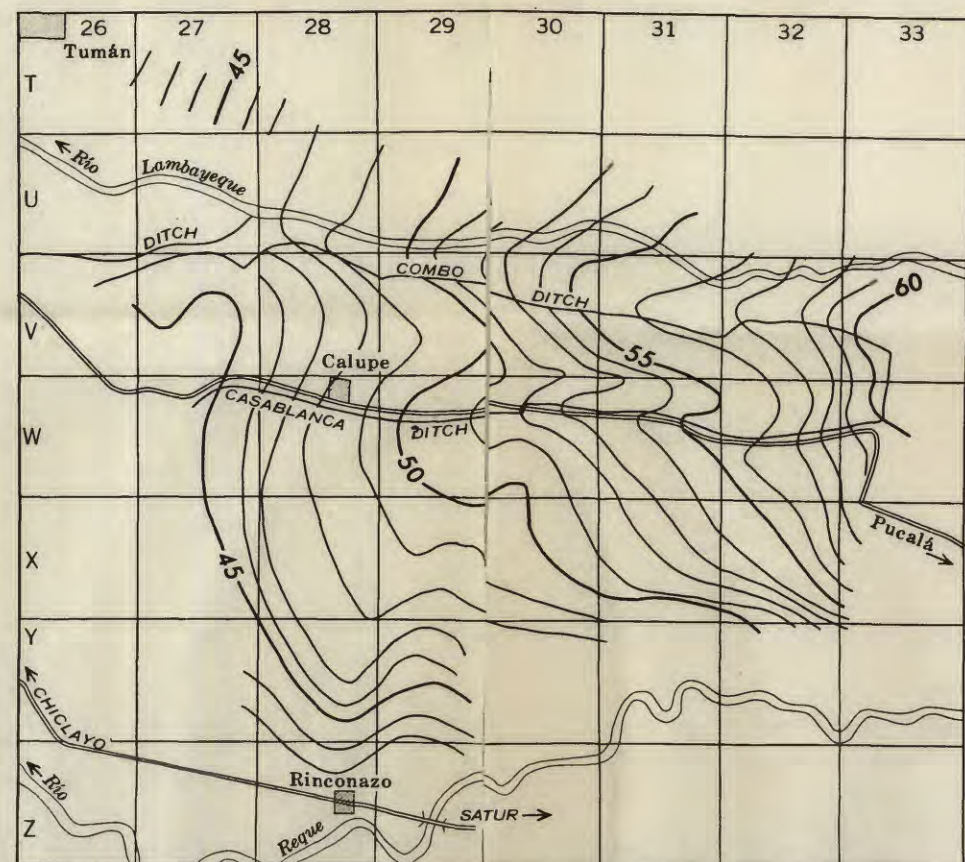 26 27 28 29 30 31 32 33
Tumán
T
45
← Río Lambayeque
U
DITCH
COMBO
DITCH
60
V
55
Calupe
CASABLANCA
DITCH
W
50
Pucalá →
X
45
Y
← CHICLAYO
Rinconazo
← Río
SATUR →
Reque
Z